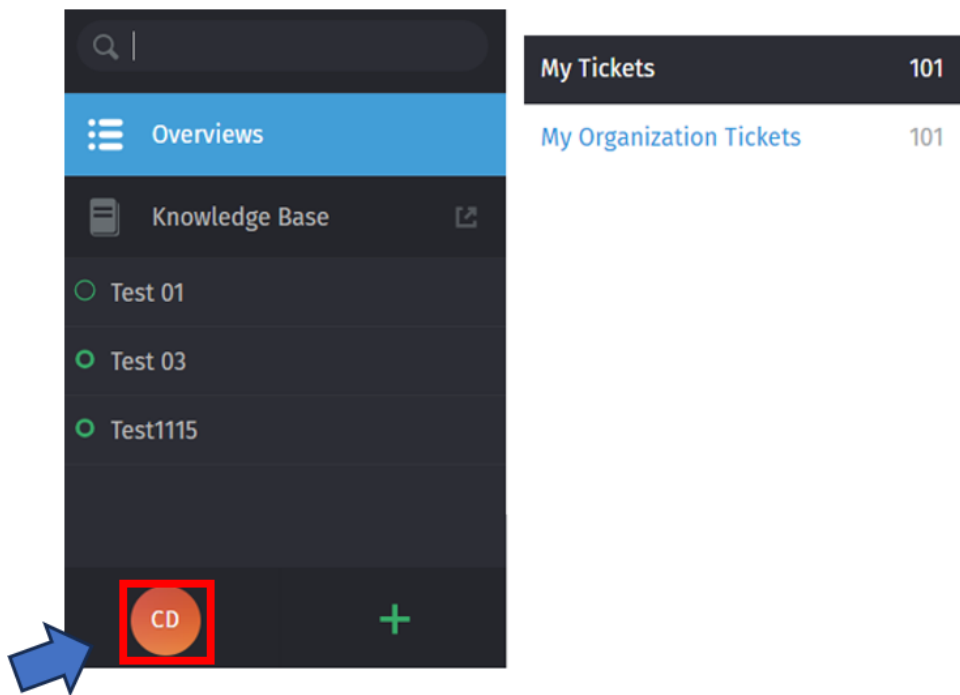 Overviews
Knowledge Base
Test 01
Test 03
Test1115
CD
My Tickets 101
My Organization Tickets 101